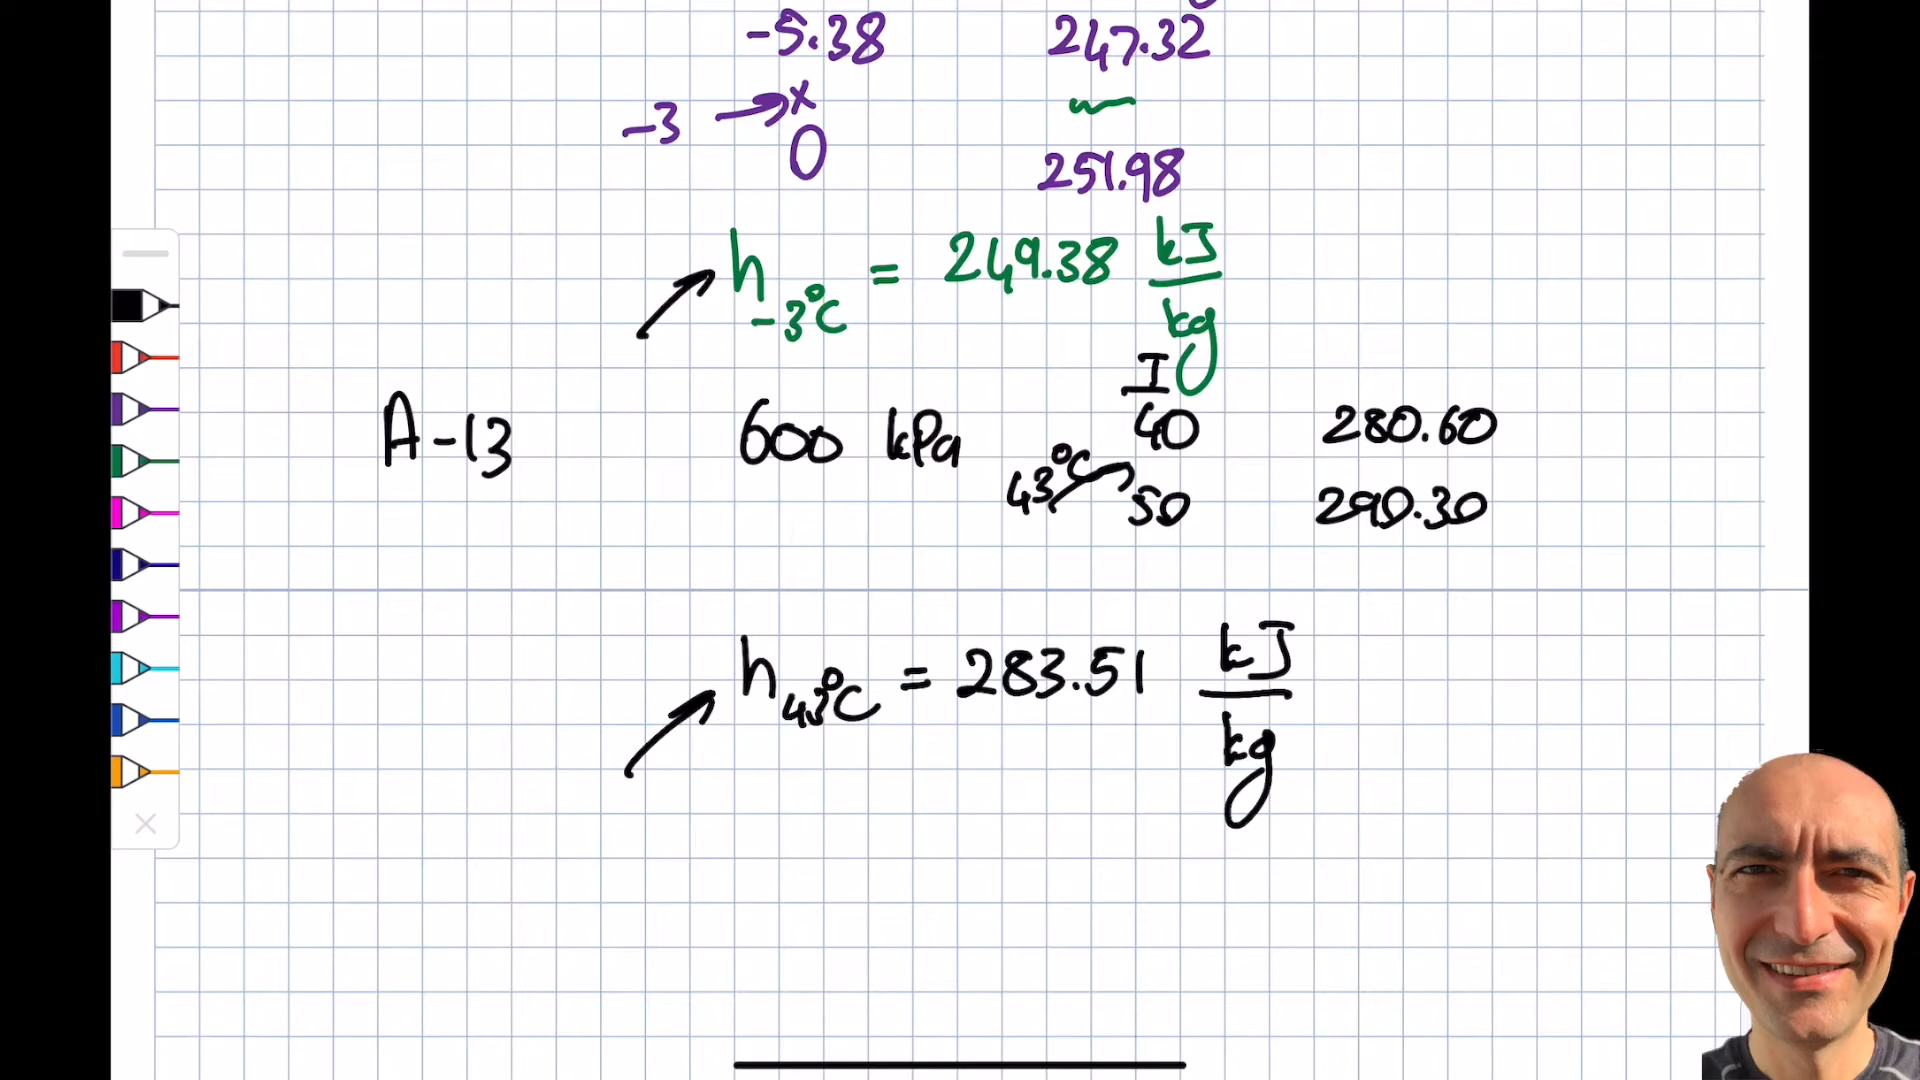 -5.38 247.32
-3 → x
0 251.98
h -3°C = 249.38 kJ/kg
T
A-13 600 kPa 40 280.60
43°C 50 290.30
h 43°C = 283.51 kJ/kg